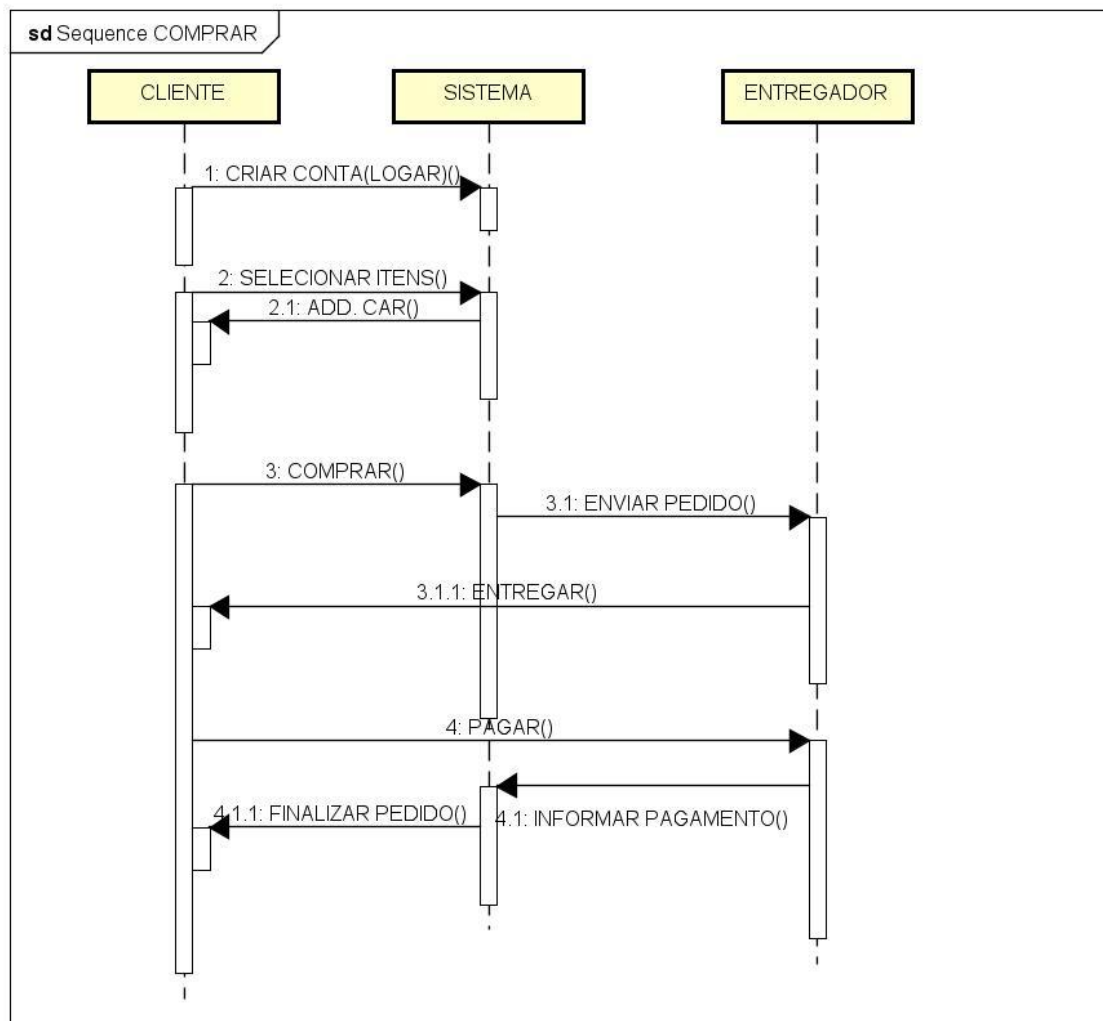 sd Sequence COMPRAR
CLIENTE
SISTEMA
ENTREGADOR
1: CRIAR CONTA(LOGAR)()
2: SELECIONAR ITENS()
2.1: ADD. CAR()
3: COMPRAR()
3.1: ENVIAR PEDIDO()
3.1.1: ENTREGAR()
4: PAGAR()
4.1.1: FINALIZAR PEDIDO()
4.1: INFORMAR PAGAMENTO()